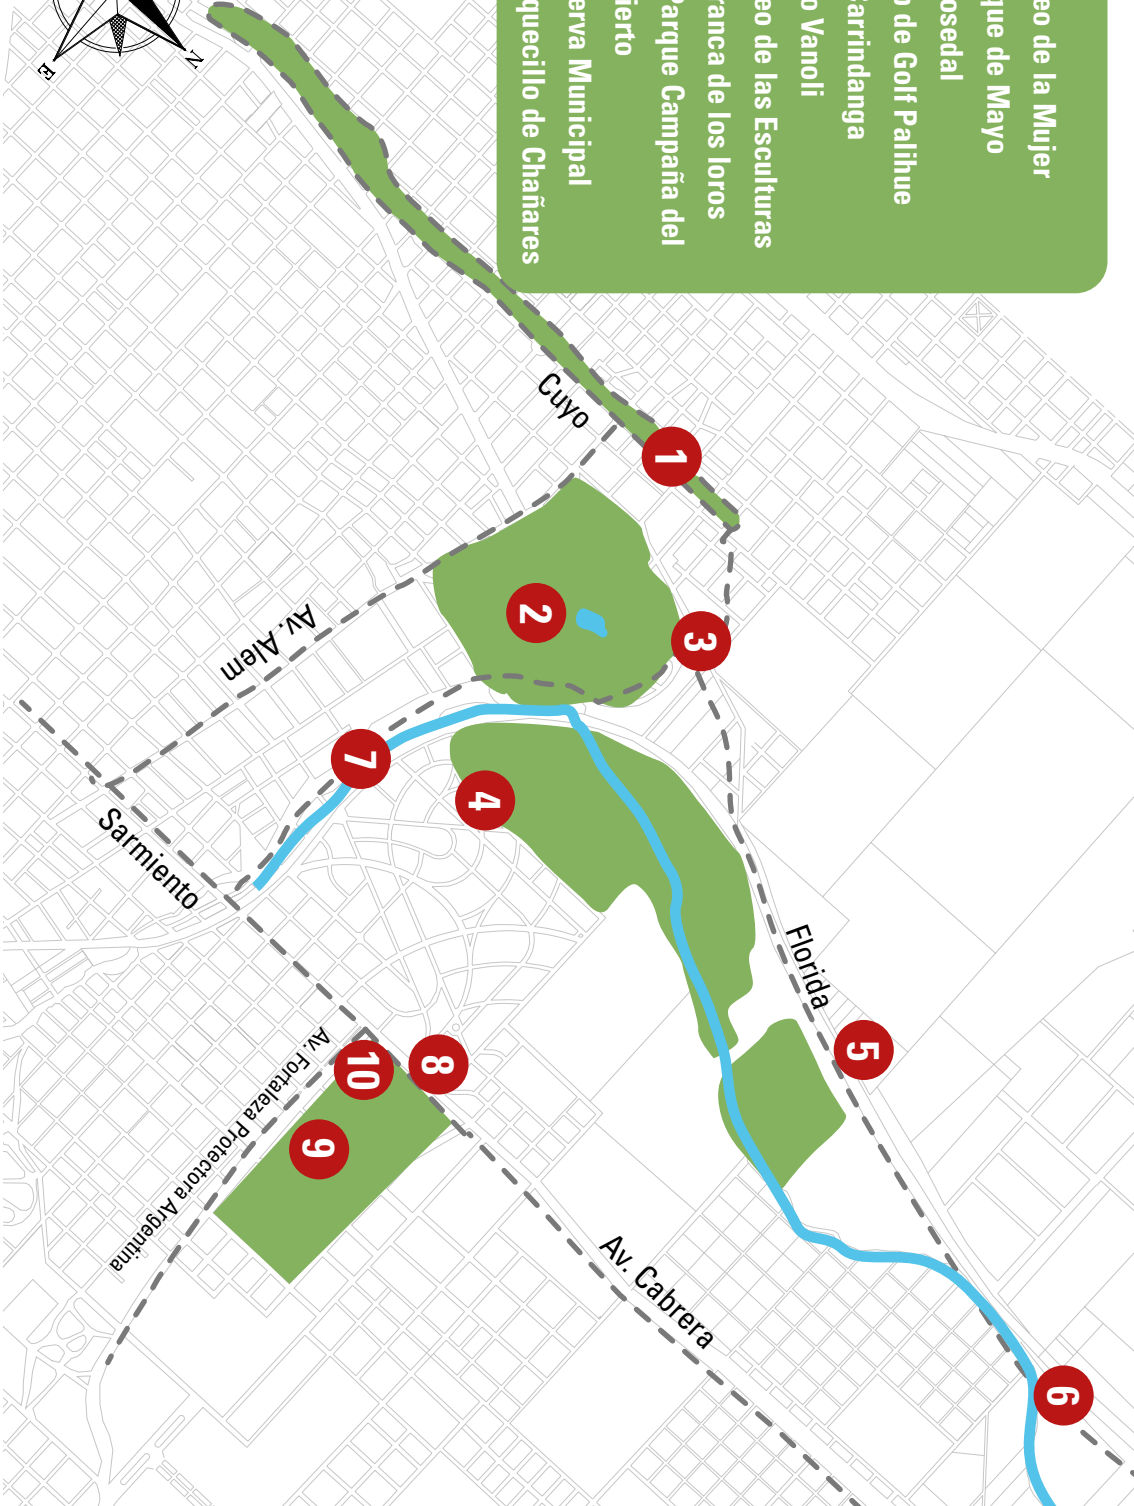 eo de la Mujer
que de Mayo
osedal
o de Golf Palihue
Carrindanga
o Vanoli
eo de las Esculturas
ranca de los loros
Parque Campaña del
ierto
erva Municipal
quecillo de Chañares
E
N
Cuyo
1
2
3
Av. Alem
7
4
Sarmiento
Florida
5
8
10
9
Av. Fortaleza Protectora Argentina
Av. Cabrera
6